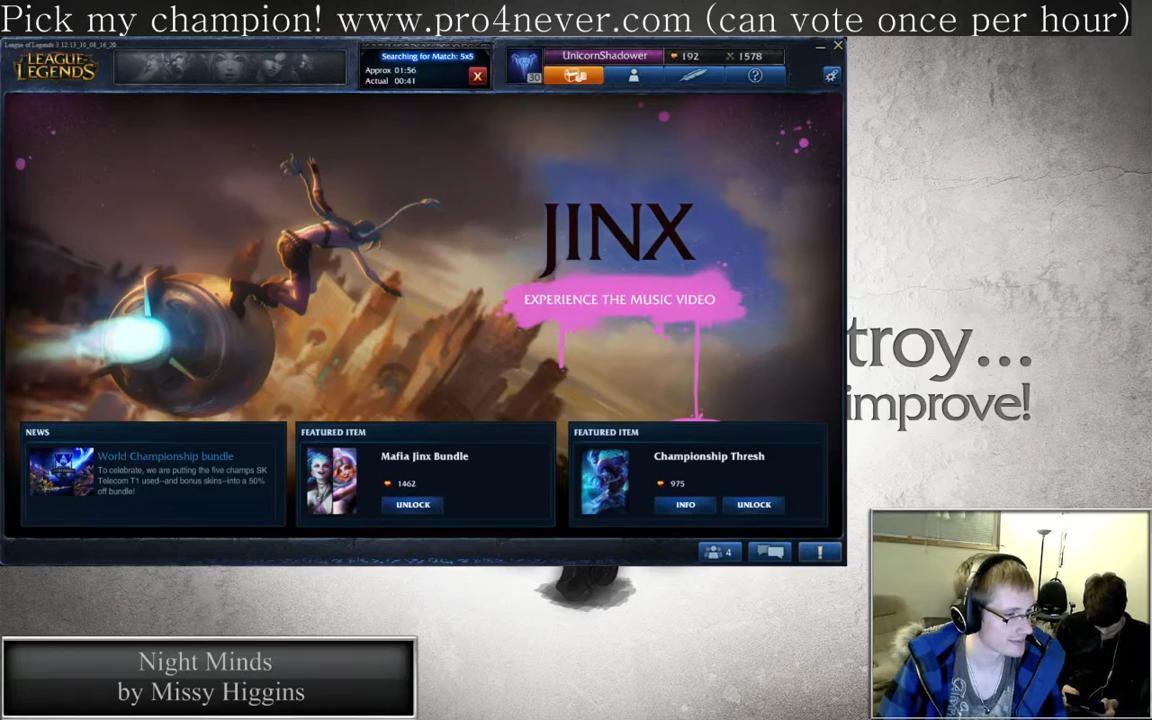 Pick my champion! www.pro4never.com (can vote once per hour)
League of Legends
LEAGUE OF
LEGENDS
Searching for Match: 5x5
Approx 01:56
Actual 00:41
X
30
UnicornShadower
192
1578
?
JINX
EXPERIENCE THE MUSIC VIDEO
troy...
improve!
NEWS
World Championship bundle
To celebrate, we are putting the five champs SK
Telecom T1 used--and bonus skins--into a 50%
off bundle!
FEATURED ITEM
Mafia Jinx Bundle
1462
UNLOCK
FEATURED ITEM
Championship Thresh
975
INFO
UNLOCK
4
!
Night Minds
by Missy Higgins